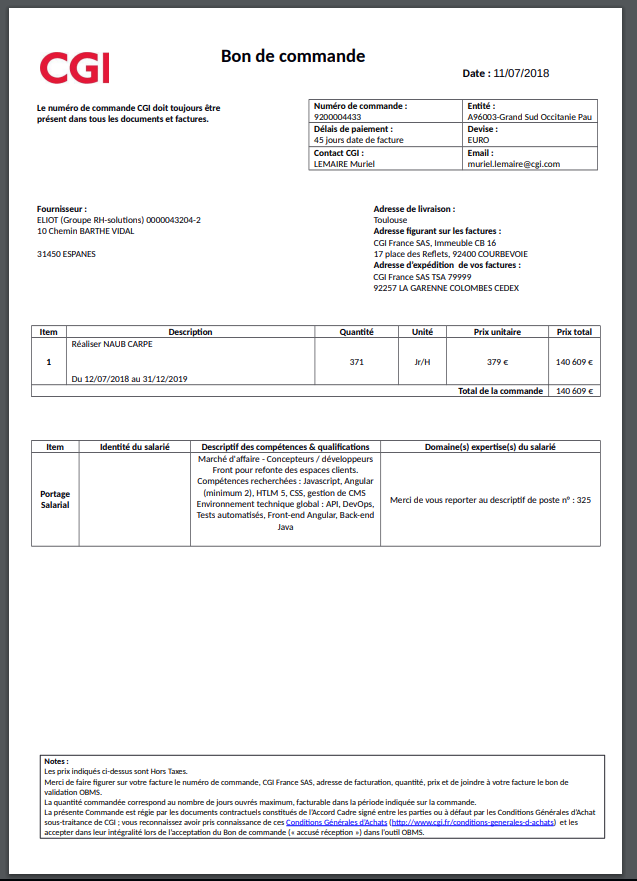 CGI
Bon de commande
Date : 11/07/2018
Le numéro de commande CGI doit toujours être
présent dans tous les documents et factures.
Numéro de commande :
9200004433
Entité :
A96003-Grand Sud Occitanie Pau
Délais de paiement :
45 jours date de facture
Devise :
EURO
Contact CGI :
LEMAIRE Muriel
Email :
muriel.lemaire@cgi.com
Fournisseur :
ELIOT (Groupe RH-solutions) 0000043204-2
10 Chemin BARTHE VIDAL
31450 ESPANES
Adresse de livraison :
Toulouse
Adresse figurant sur les factures :
CGI France SAS, Immeuble CB 16
17 place des Reflets, 92400 COURBEVOIE
Adresse d'expédition de vos factures :
CGI France SAS TSA 79999
92257 LA GARENNE COLOMBES CEDEX
Item Description Quantité Unité Prix unitaire Prix total
Réaliser NAUB CARPE
1 371 Jr/H 379 € 140 609 €
Du 12/07/2018 au 31/12/2019
Total de la commande 140 609 €
Item Identité du salarié Descriptif des compétences & qualifications Domaine(s) expertise(s) du salarié
Portage
Salarial
Marché d'affaire - Concepteurs / développeurs
Front pour refonte des espaces clients.
Compétences recherchées : Javascript, Angular
(minimum 2), HTLM 5, CSS, gestion de CMS
Environnement technique global : API, DevOps,
Tests automatisés, Front-end Angular, Back-end
Java
Merci de vous reporter au descriptif de poste n° : 325
Notes :
Les prix indiqués ci-dessus sont Hors Taxes.
Merci de faire figurer sur votre facture le numéro de commande, CGI France SAS, adresse de facturation, quantité, prix et de joindre à votre facture le bon de
validation OBMS.
La quantité commandée correspond au nombre de jours ouvrés maximum, facturable dans la période indiquée sur la commande.
La présente Commande est régie par les documents contractuels constitués de l'Accord Cadre signé entre les parties ou à défaut par les Conditions Générales d'Achat
sous-traitance de CGI ; vous reconnaissez avoir pris connaissance de ces Conditions Générales d'Achats (http://www.cgi.fr/conditions-generales-d-achats) et les
accepter dans leur intégralité lors de l'acceptation du Bon de commande (« accusé réception ») dans l'outil OBMS.